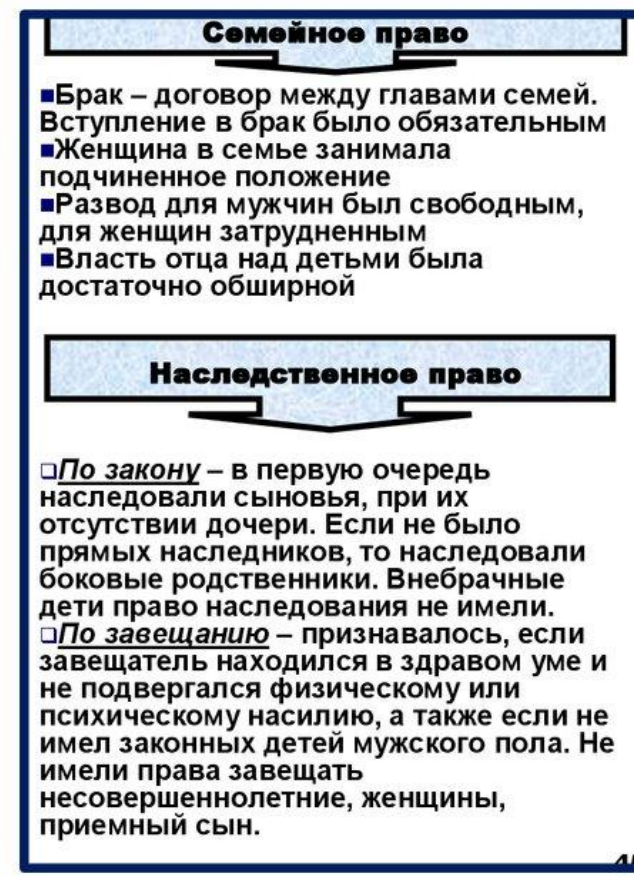 Семейное право
▪Брак – договор между главами семей.
Вступление в брак было обязательным
▪Женщина в семье занимала
подчиненное положение
▪Развод для мужчин был свободным,
для женщин затрудненным
▪Власть отца над детьми была
достаточно обширной
Наследственное право
❑По закону – в первую очередь
наследовали сыновья, при их
отсутствии дочери. Если не было
прямых наследников, то наследовали
боковые родственники. Внебрачные
дети право наследования не имели.
❑По завещанию – признавалось, если
завещатель находился в здравом уме и
не подвергался физическому или
психическому насилию, а также если не
имел законных детей мужского пола. Не
имели права завещать
несовершеннолетние, женщины,
приемный сын.